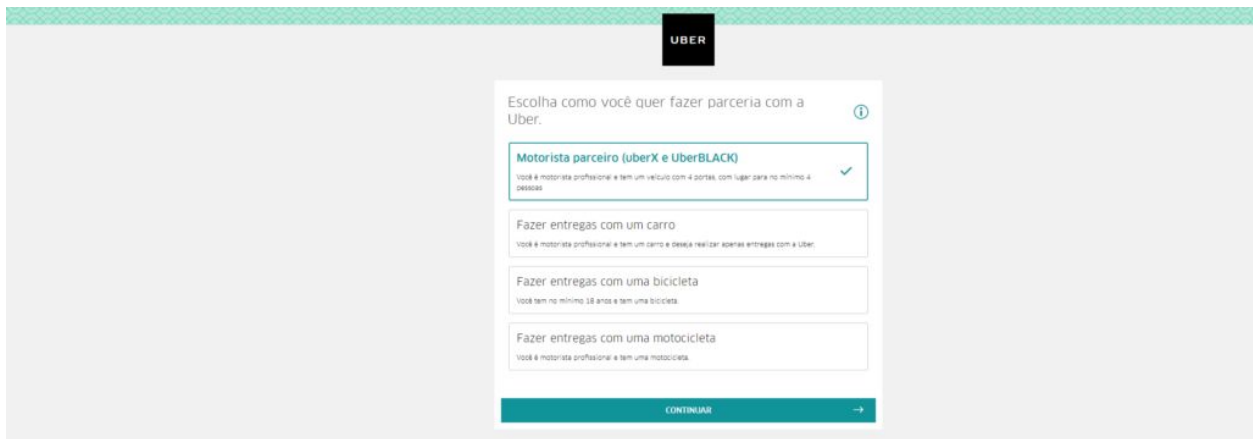 UBER
Escolha como você quer fazer parceria com a
Uber.
Motorista parceiro (uberX e UberBLACK)
Você é motorista profissional e tem um veículo com 4 portas, com lugar para no mínimo 4
pessoas
Fazer entregas com um carro
Você é motorista profissional e tem um carro e deseja realizar apenas entregas com a Uber.
Fazer entregas com uma bicicleta
Você tem no mínimo 18 anos e tem uma bicicleta.
Fazer entregas com uma motocicleta
Você é motorista profissional e tem uma motocicleta.
CONTINUAR